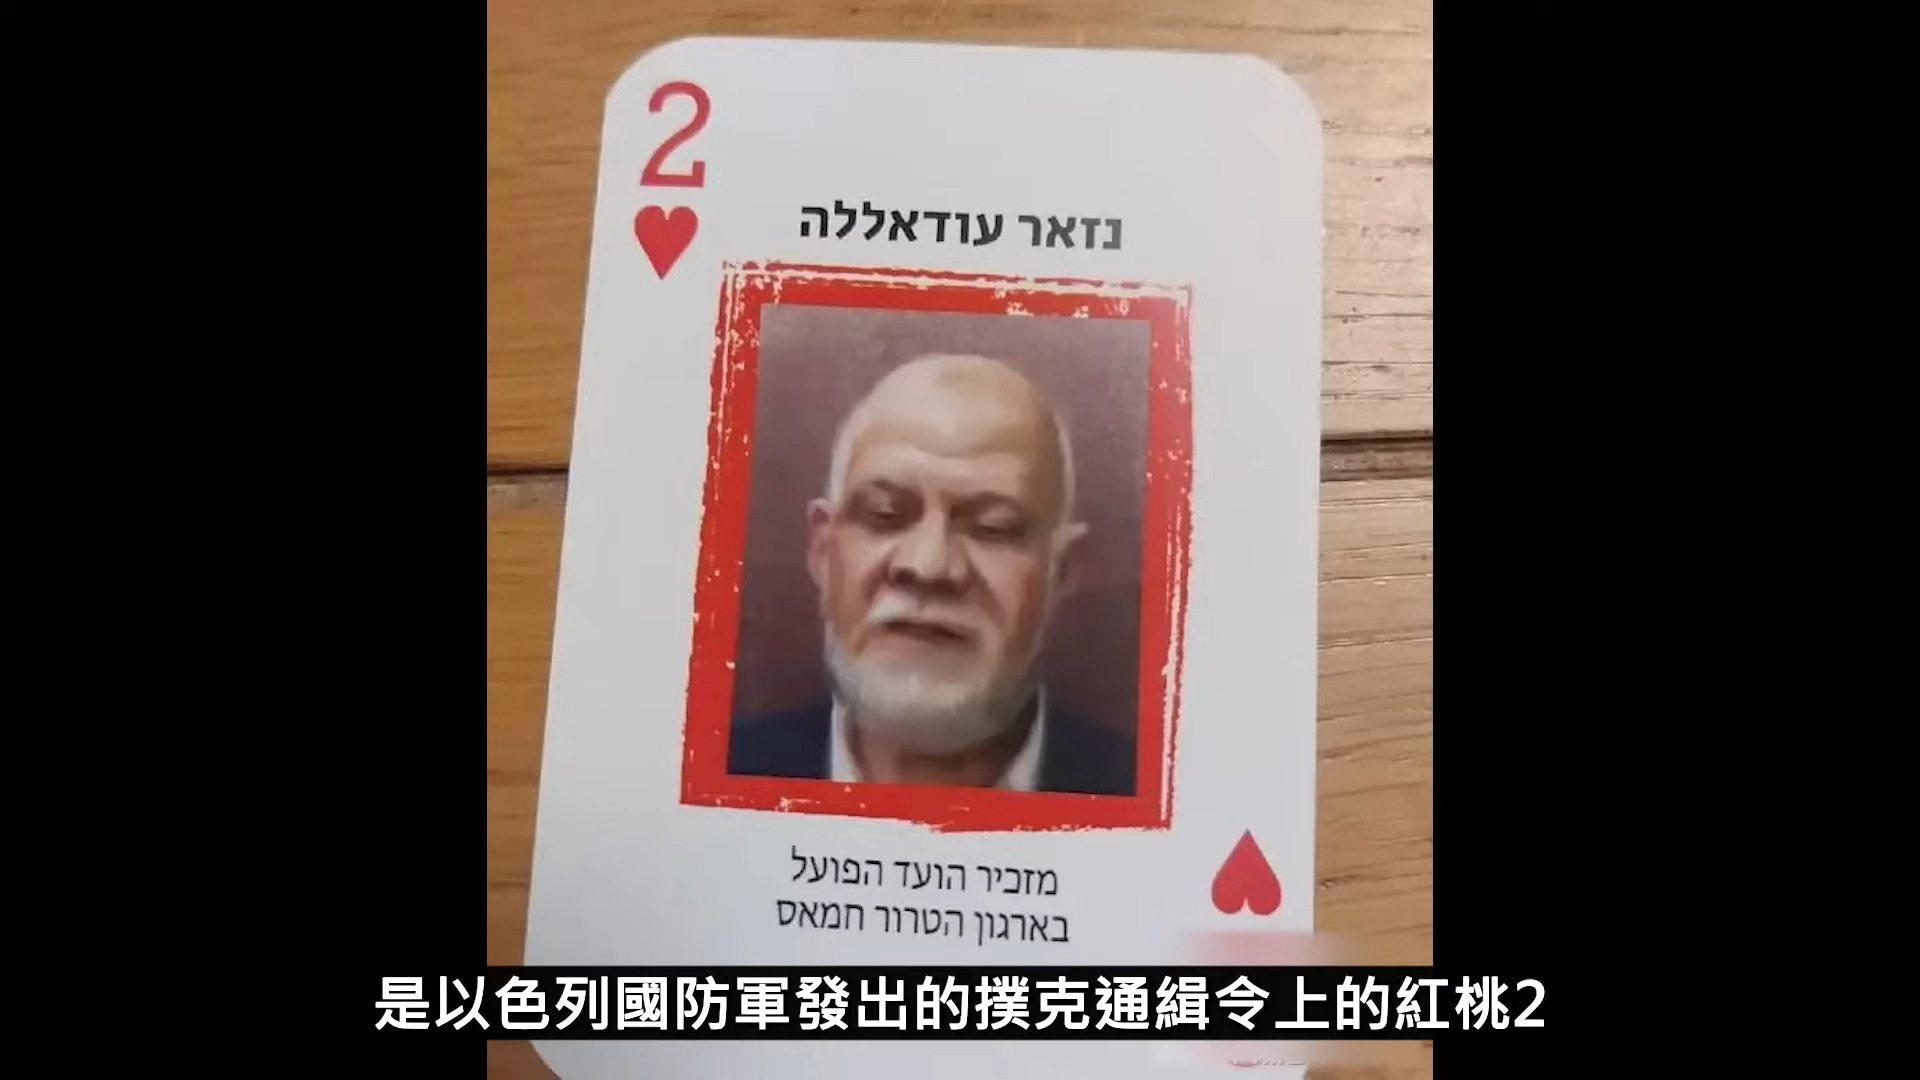 2
נזאר עודאללה
מזכיר הועד הפועל
בארגון הטרור חמאס
是以色列國防軍發出的撲克通緝令上的紅桃2